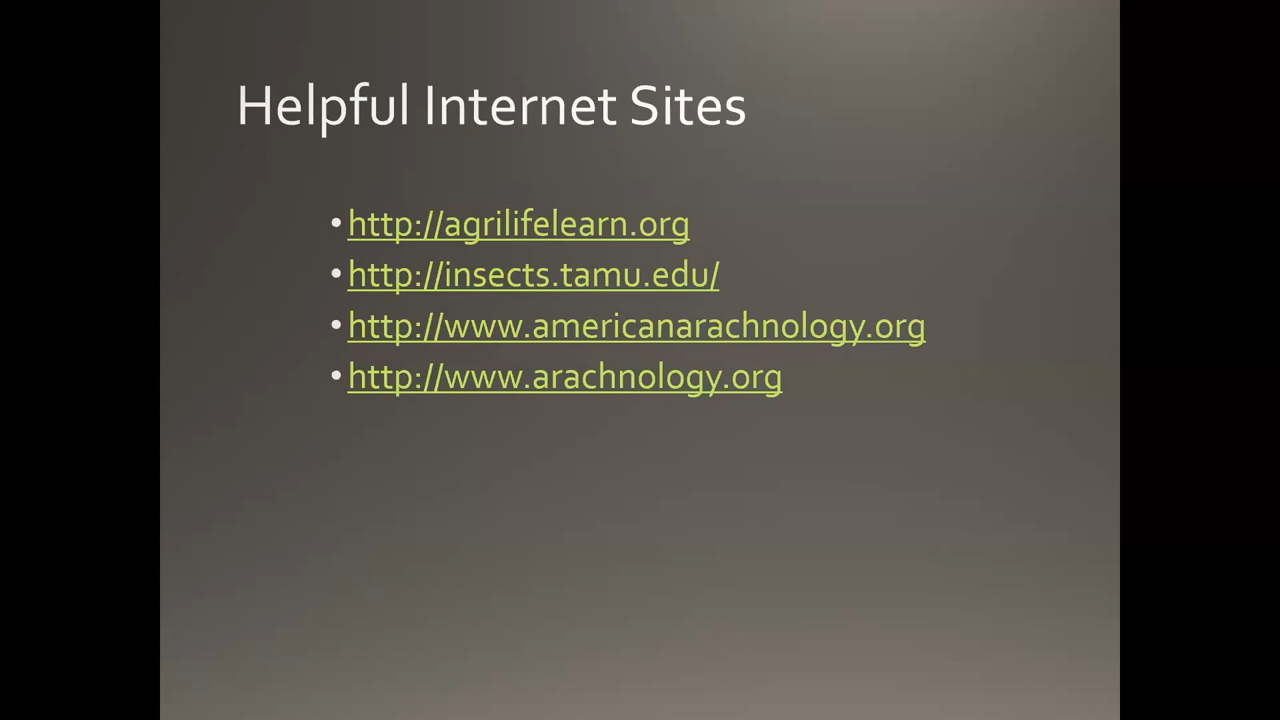 Helpful Internet Sites
•http://agrilifelearn.org
•http://insects.tamu.edu/
•http://www.americanarachnology.org
•http://www.arachnology.org